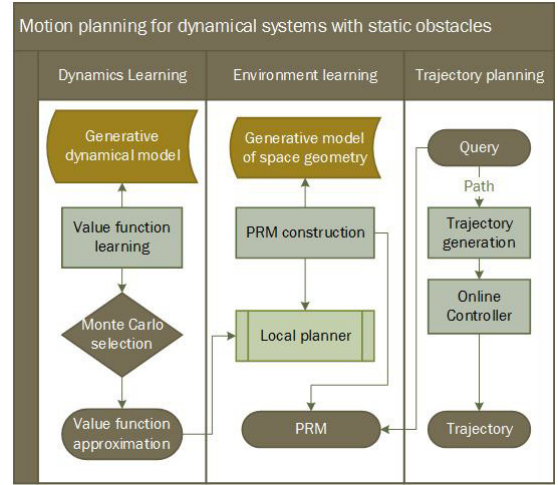 Motion planning for dynamical systems with static obstacles
Dynamics Learning
Environment learning
Trajectory planning
Generative
dynamical model
Value function
learning
Monte Carlo
selection
Value function
approximation
Generative model
of space geometry
PRM construction
Local planner
PRM
Query
Path
Trajectory
generation
Online
Controller
Trajectory